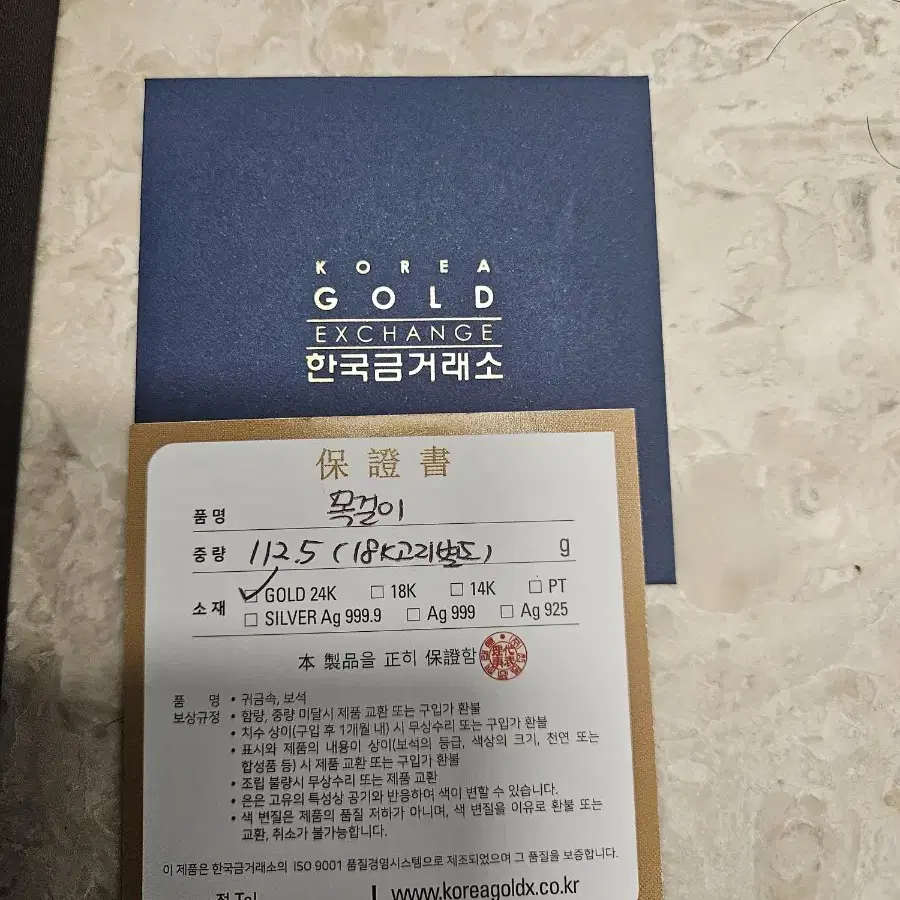 KOREA
GOLD
EXCHANGE
한국금거래소
保證書
품명 목걸이
중량 112.5 (18K고리별도) g
소재 GOLD 24K 18K 14K PT
SILVER Ag 999.9 Ag 999 Ag 925
本 製品을 正히 保證함
품 명 • 귀금속, 보석
보상규정 • 함량, 중량 미달시 제품 교환 또는 구입가 환불
• 치수 상이(구입 후 1개월 내) 시 무상수리 또는 구입가 환불
• 표시와 제품의 내용이 상이(보석의 등급, 색상의 크기, 천연 또는
합성품 등) 시 제품 교환 또는 구입가 환불
• 조립 불량시 무상수리 또는 제품 교환
• 은은 고유의 특성상 공기와 반응하여 색이 변할 수 있습니다.
• 색 변질은 제품의 품질 저하가 아니며, 색 변질을 이유로 환불 또는
교환, 취소가 불가능합니다.
이 제품은 한국금거래소의 ISO 9001 품질경영시스템으로 제조되었으며 그 품질을 보증합니다.
점 Tel
www.koreagoldx.co.kr